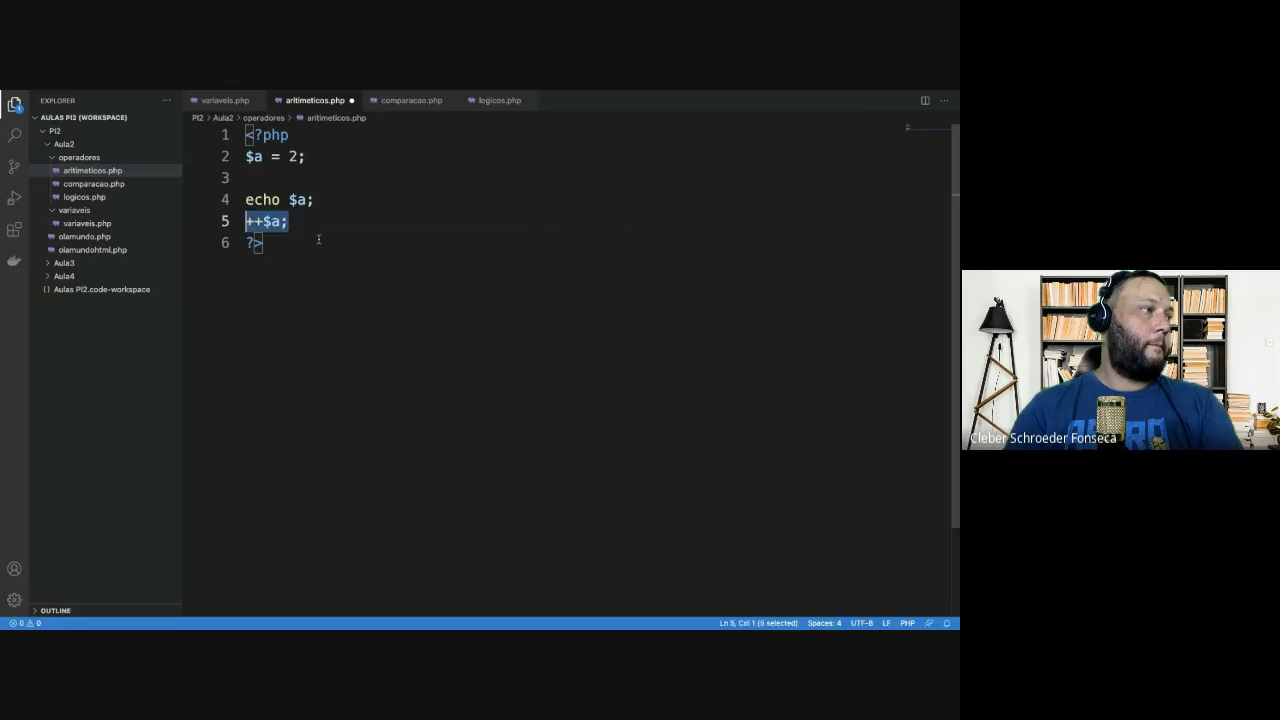 EXPLORER
variaveis.php
aritimeticos.php
comparacao.php
logicos.php
AULAS PI2 (WORKSPACE)
PI2 > Aula2 > operadores > aritimeticos.php
PI2
Aula2
operadores
aritimeticos.php
comparacao.php
logicos.php
variaveis
variaveis.php
olamundo.php
olamundohtml.php
Aula3
Aula4
Aulas PI2.code-workspace
1 <?php
2 $a = 2;
3
4 echo $a;
5 ++$a;
6 ?>
Cleber Schroeder Fonseca
OUTLINE
0 0
Ln 5, Col 1 (5 selected)
Spaces: 4
UTF-8
LF
PHP